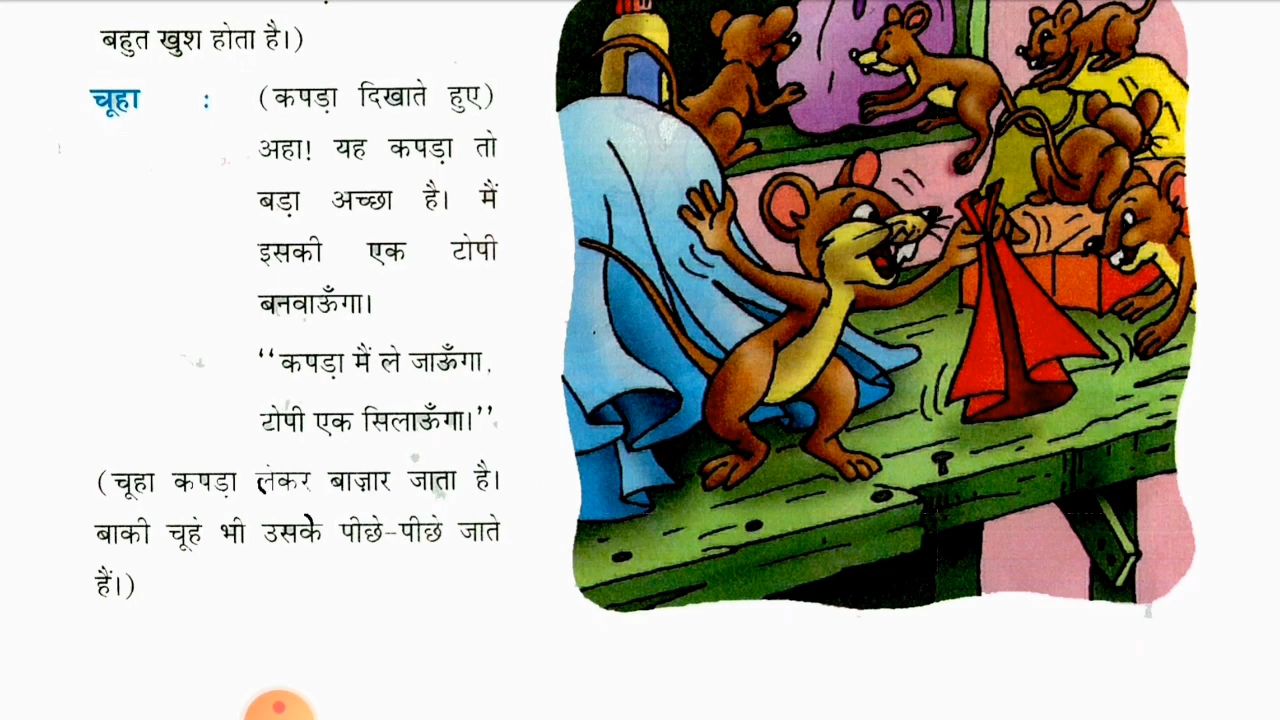 बहुत खुश होता है।)
चूहा : (कपड़ा दिखाते हुए)
अहा! यह कपड़ा तो
बड़ा अच्छा है। मैं
इसकी एक टोपी
बनवाऊँगा।
“कपड़ा मैं ले जाऊँगा,
टोपी एक सिलाऊँगा।”
(चूहा कपड़ा लेकर बाज़ार जाता है।
बाकी चूहे भी उसके पीछे-पीछे जाते
हैं।)